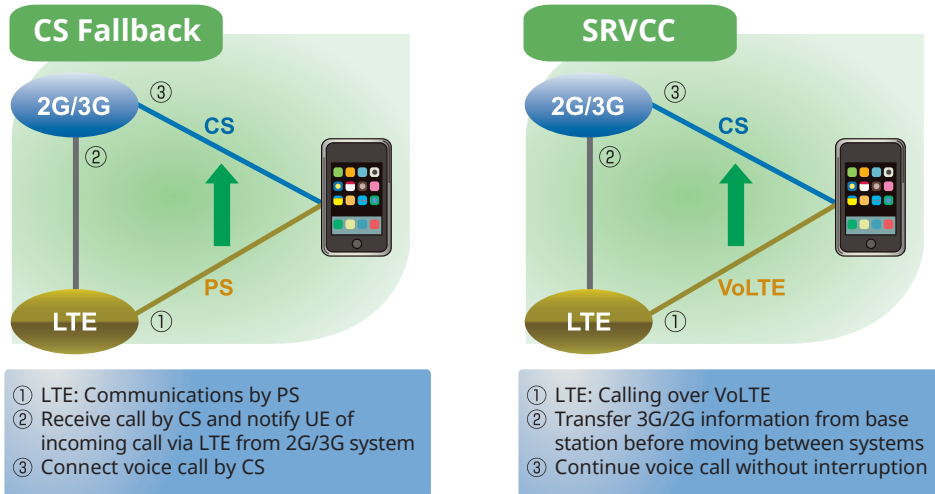 CS Fallback
2G/3G
③
CS
②
PS
LTE
①
① LTE: Communications by PS
② Receive call by CS and notify UE of
incoming call via LTE from 2G/3G system
③ Connect voice call by CS
SRVCC
2G/3G
③
CS
②
VoLTE
LTE
①
① LTE: Calling over VoLTE
② Transfer 3G/2G information from base
station before moving between systems
③ Continue voice call without interruption